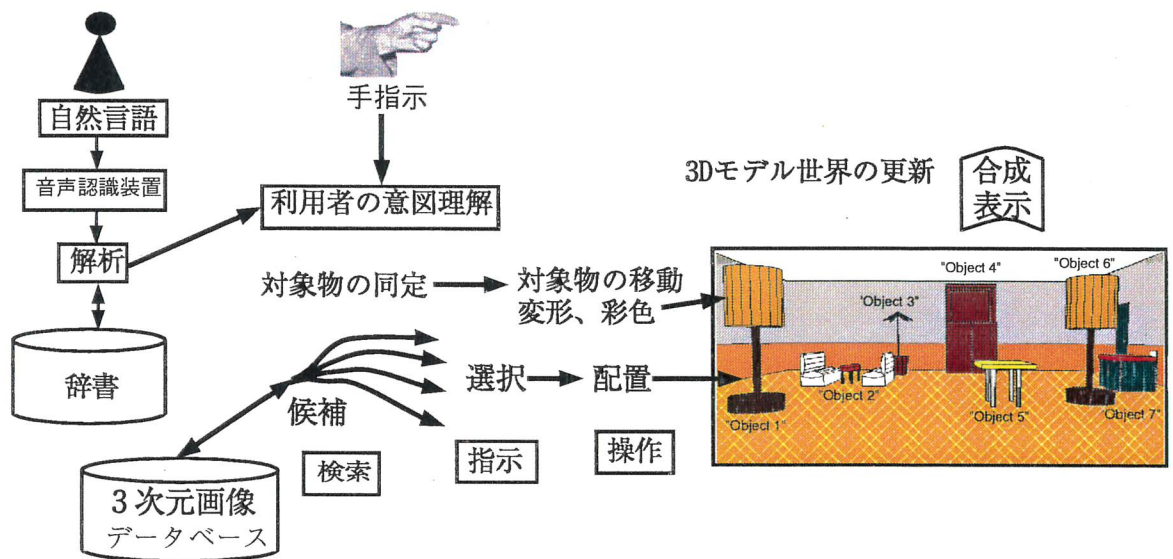 手指示
自然言語
音声認識装置
利用者の意図理解
解析
辞書
3Dモデル世界の更新
合成
表示
対象物の同定
対象物の移動
変形、彩色
候補
選択
配置
検索
指示
操作
3次元画像
データベース
"Object 1"
"Object 2"
"Object 3"
"Object 4"
"Object 5"
"Object 6"
"Object 7"